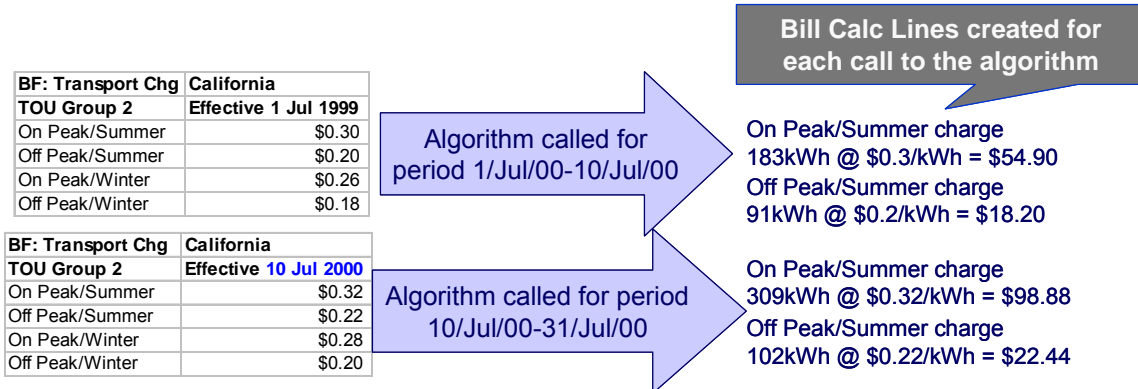 Bill Calc Lines created for
each call to the algorithm
BF: Transport Chg California
TOU Group 2 Effective 1 Jul 1999
On Peak/Summer $0.30
Off Peak/Summer $0.20
On Peak/Winter $0.26
Off Peak/Winter $0.18
Algorithm called for
period 1/Jul/00-10/Jul/00
On Peak/Summer charge
183kWh @ $0.3/kWh = $54.90
Off Peak/Summer charge
91kWh @ $0.2/kWh = $18.20
BF: Transport Chg California
TOU Group 2 Effective 10 Jul 2000
On Peak/Summer $0.32
Off Peak/Summer $0.22
On Peak/Winter $0.28
Off Peak/Winter $0.20
Algorithm called for period
10/Jul/00-31/Jul/00
On Peak/Summer charge
309kWh @ $0.32/kWh = $98.88
Off Peak/Summer charge
102kWh @ $0.22/kWh = $22.44